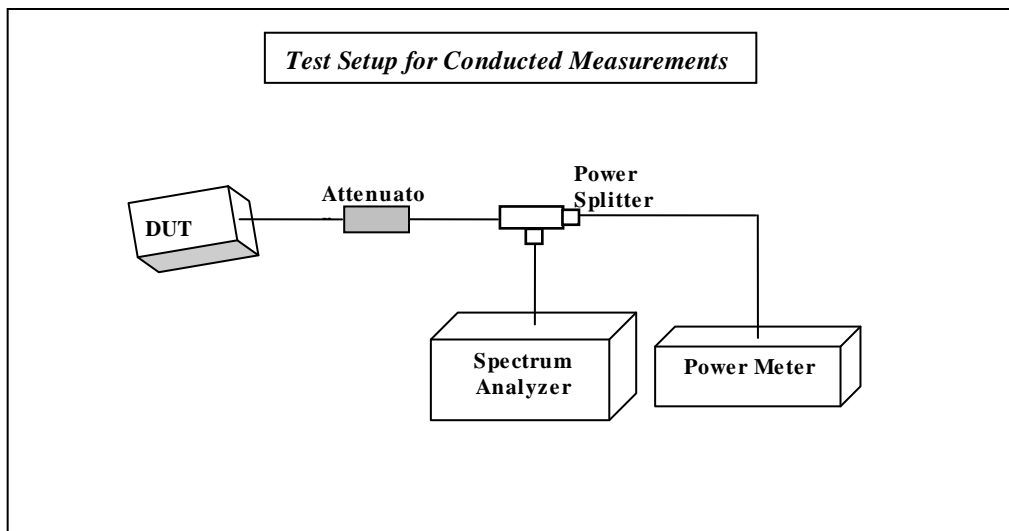 Test Setup for Conducted Measurements
Power
Splitter
Attenuato
DUT
Spectrum
Analyzer
Power Meter